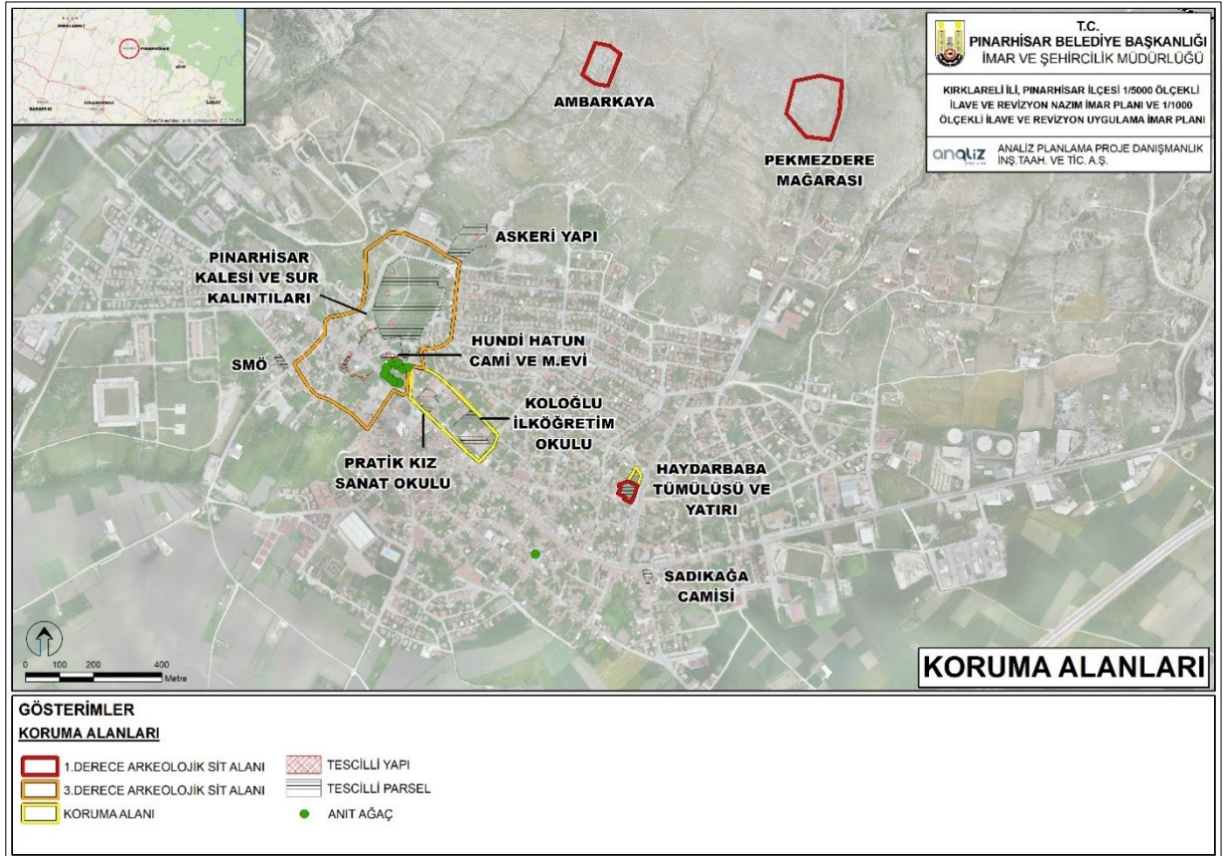 T.C.
PINARHİSAR BELEDİYE BAŞKANLIĞI
İMAR VE ŞEHİRCİLİK MÜDÜRLÜĞÜ
KIRKLARELİ İLİ, PINARHİSAR İLÇESİ 1/5000 ÖLÇEKLİ
İLAVE VE REVİZYON NAZIM İMAR PLANI VE 1/1000
ÖLÇEKLİ İLAVE VE REVİZYON UYGULAMA İMAR PLANI
analiz
ANALİZ PLANLAMA PROJE DANIŞMANLIK
İNŞ.TAAH. VE TİC. A.Ş.
AMBARKAYA
PEKMEZDERE
MAĞARASI
ASKERİ YAPI
PINARHİSAR
KALESİ VE SUR
KALINTILARI
HUNDİ HATUN
CAMİ VE M.EVİ
SMÖ
KOLOĞLU
İLKÖĞRETİM
OKULU
PRATİK KIZ
SANAT OKULU
HAYDARBABA
TÜMÜLÜSÜ VE
YATIRI
SADIKAĞA
CAMİSİ
0 100 200 400
Metre
KORUMA ALANLARI
GÖSTERİMLER
KORUMA ALANLARI
1.DERECE ARKEOLOJİK SİT ALANI
3.DERECE ARKEOLOJİK SİT ALANI
KORUMA ALANI
TESCİLLİ YAPI
TESCİLLİ PARSEL
ANIT AĞAÇ